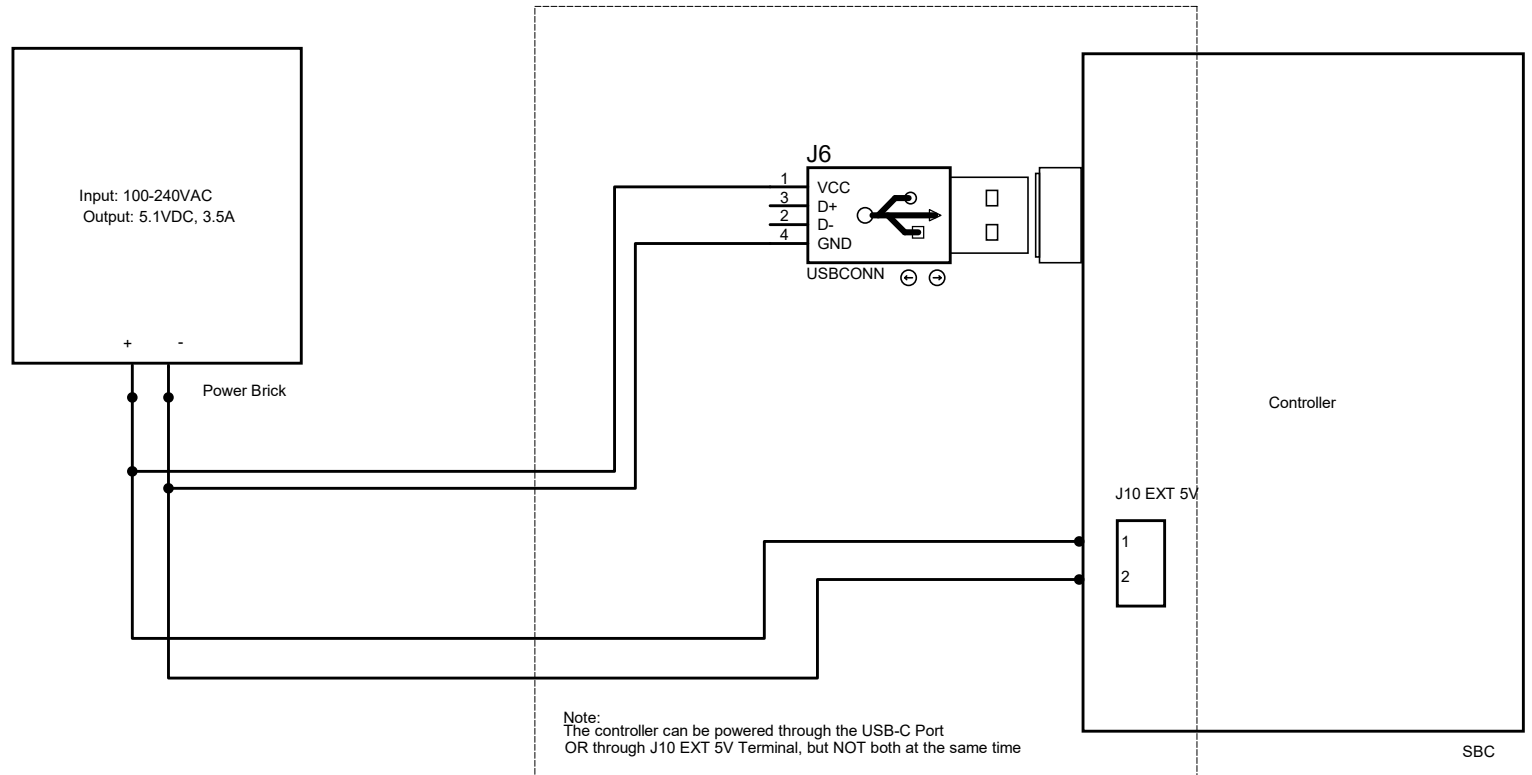 Input: 100-240VAC
Output: 5.1VDC, 3.5A
+ -
Power Brick
J6
1 VCC
3 D+
2 D-
4 GND
USBCONN
Controller
J10 EXT 5V
1
2
Note:
The controller can be powered through the USB-C Port
OR through J10 EXT 5V Terminal, but NOT both at the same time
SBC